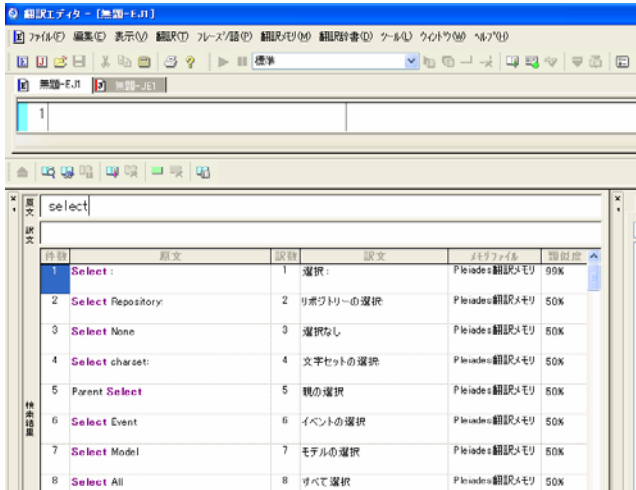 翻訳エディタ - [無題-EJ1]
ファイル(F) 編集(E) 表示(V) 翻訳(T) フレーズ/語(P) 翻訳メモリ(M) 翻訳辞書(D) ツール(L) ウィンドウ(W) ヘルプ(H)
標準
無題-EJ1 無題-JE1
1
原文 select
訳文
件数 原文 訳数 訳文 メモリファイル 類似度
1 Select : 1 選択: Pleiades翻訳メモリ 99%
2 Select Repository: 2 リポジトリーの選択: Pleiades翻訳メモリ 50%
3 Select None 3 選択なし Pleiades翻訳メモリ 50%
4 Select charset: 4 文字セットの選択: Pleiades翻訳メモリ 50%
5 Parent Select 5 親の選択 Pleiades翻訳メモリ 50%
6 Select Event 6 イベントの選択 Pleiades翻訳メモリ 50%
7 Select Model 7 モデルの選択 Pleiades翻訳メモリ 50%
8 Select All 8 すべて選択 Pleiades翻訳メモリ 50%
検索結果